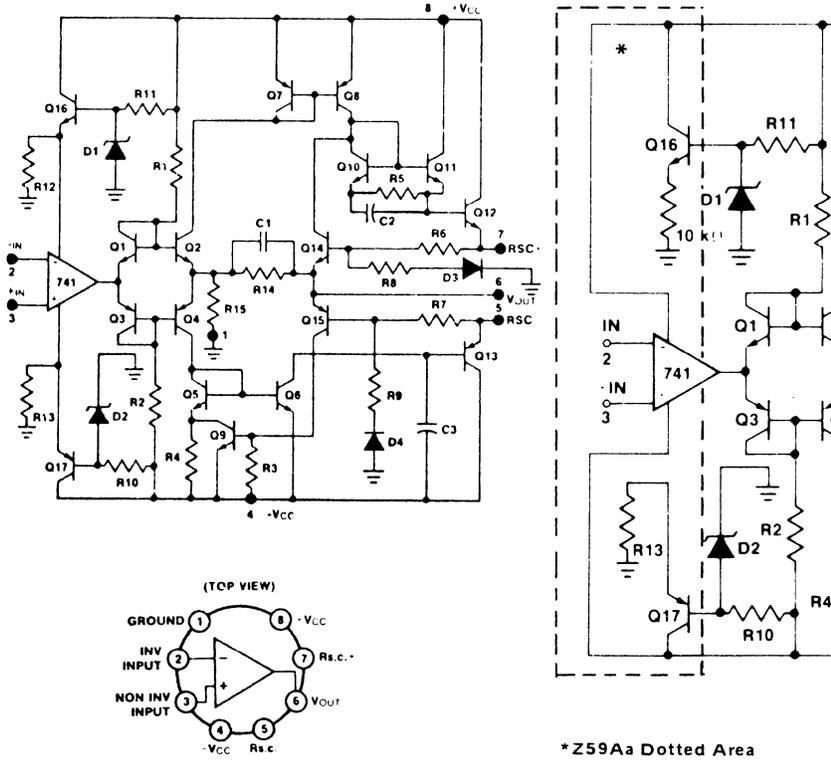 8 +VCC
Q7
Q8
Q16
R11
D1
R1
R12
Q10
Q11
R5
C2
Q12
7
RSC+
-IN
2
+IN
3
741
Q1
Q2
C1
Q14
R6
R14
R8
D3
6
VOUT
5
RSC-
Q3
Q4
R15
1
Q15
R7
Q13
R2
Q5
Q6
R9
R13
D2
Q9
D4
C3
Q17
R10
R4
R3
4 -VCC
(TOP VIEW)
GROUND 1
8 -VCC
INV
INPUT
2
7 Rs.c.+
NON INV
INPUT
3
6 VOUT
4
5
-VCC Rs.c.
*
Q16
R11
D1
R1
10 kΩ
IN
2
-IN
3
741
Q1
Q3
R13
D2
R2
Q17
R10
R4
*Z59Aa Dotted Area